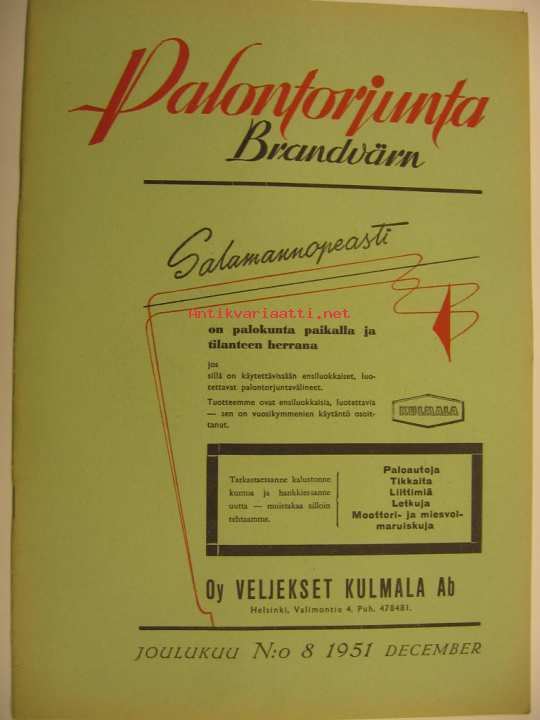 Palontorjunta
Brandvärn
Salamannopeasti
Antikvariaatti.net
on palokunta paikalla ja
tilanteen herrana
jos
sillä on käytettävissään ensiluokkaiset, luo-
tettavat palontorjuntavälineet.
Tuotteemme ovat ensiluokkaisia, luotettavia
— sen on vuosikymmenien käytäntö osoit-
tanut.
KULMALA
Tarkastaessanne kalustonne
kuntoa ja hankkiessanne
uutta — muistakaa silloin
tehtaamme.
Paloautoja
Tikkaita
Liittimiä
Letkuja
Moottori- ja miesvoi-
maruiskuja
Oy VELJEKSET KULMALA Ab
Helsinki, Valimontie 4, Puh. 478481.
JOULUKUU N:o 8 1951 DECEMBER